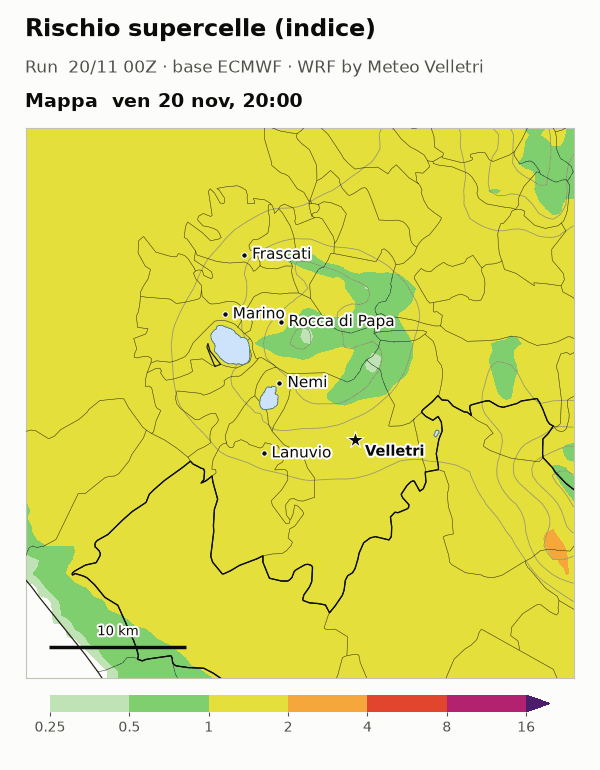 Rischio supercelle (indice)
Run  20/11 00Z · base ECMWF · WRF by Meteo Velletri
Mappa  ven 20 nov, 20:00
Frascati
Marino
Rocca di Papa
Nemi
Velletri
Lanuvio
10 km
0.25 0.5 1 2 4 8 16